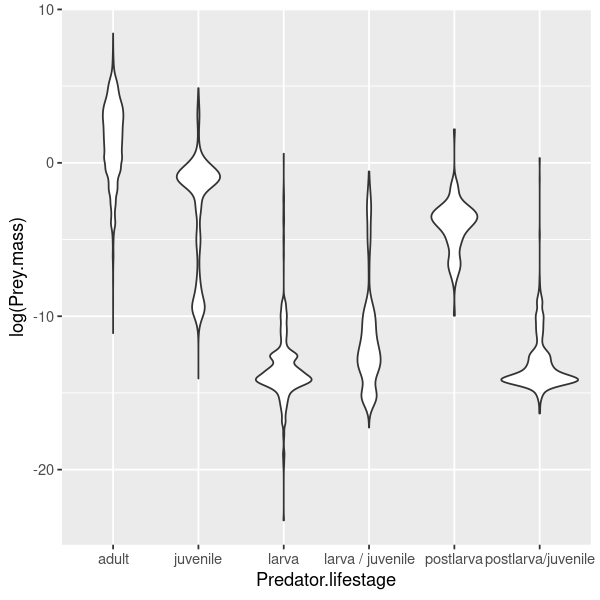 10
0
-10
-20
log(Prey.mass)
adult juvenile larva larva / juvenile postlarva postlarva/juvenile
Predator.lifestage